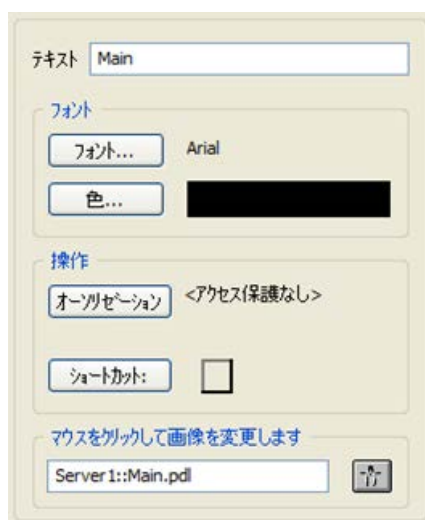 テキスト Main
フォント
フォント... Arial
色...
操作
オーソリゼーション <アクセス保護なし>
ショートカット:
マウスをクリックして画像を変更します
Server1::Main.pdl